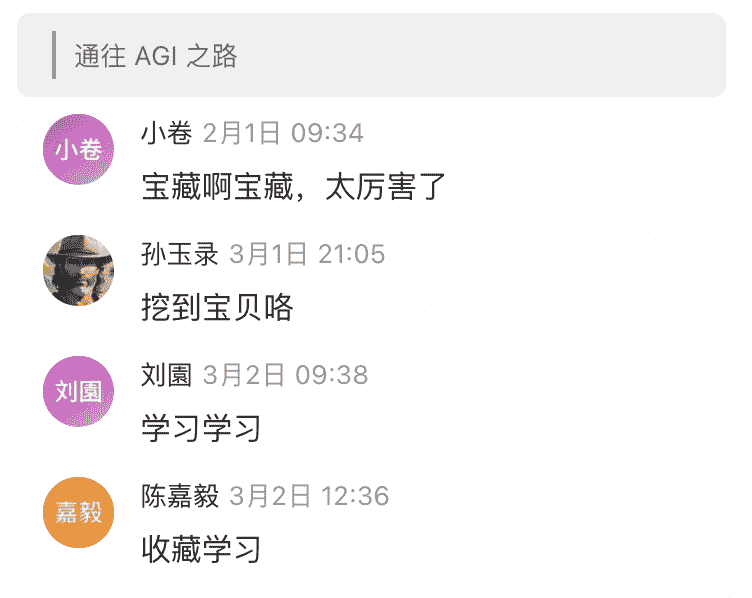 通往 AGI 之路
小卷
小卷 2月1日 09:34
宝藏啊宝藏，太厉害了
孙玉录 3月1日 21:05
挖到宝贝咯
刘園
刘園 3月2日 09:38
学习学习
嘉毅
陈嘉毅 3月2日 12:36
收藏学习